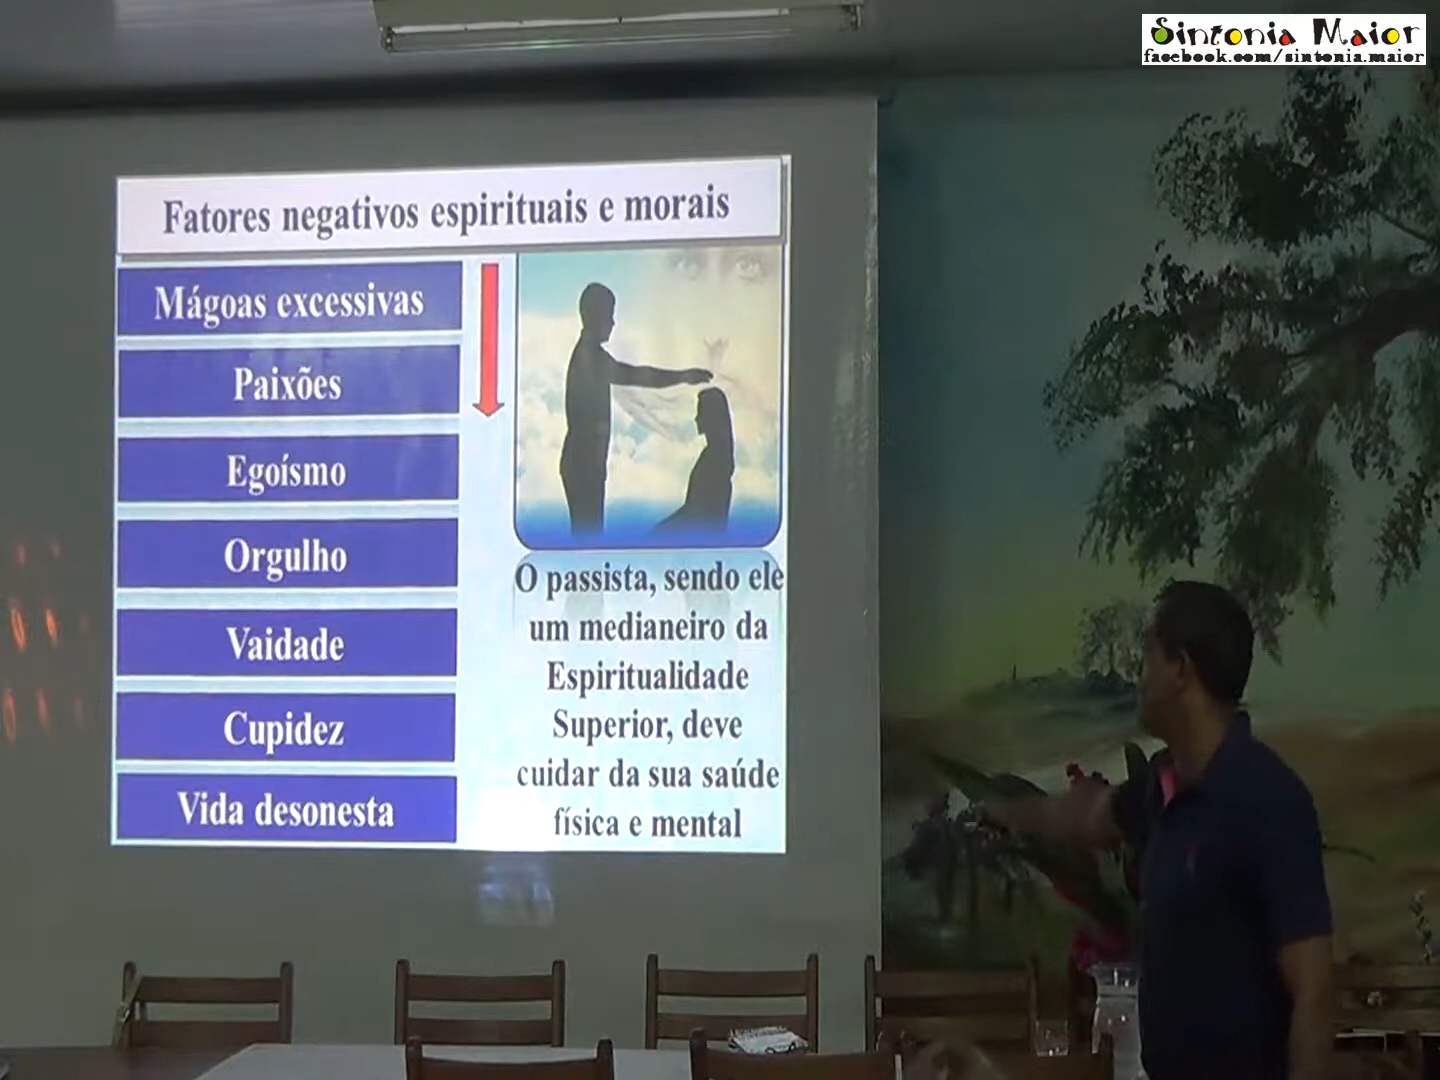 Sintonia Maior
facebook.com/sintonia.maior
Fatores negativos espirituais e morais
Mágoas excessivas
Paixões
Egoísmo
Orgulho
Vaidade
Cupidez
Vida desonesta
O passista, sendo ele
um medianeiro da
Espiritualidade
Superior, deve
cuidar da sua saúde
física e mental